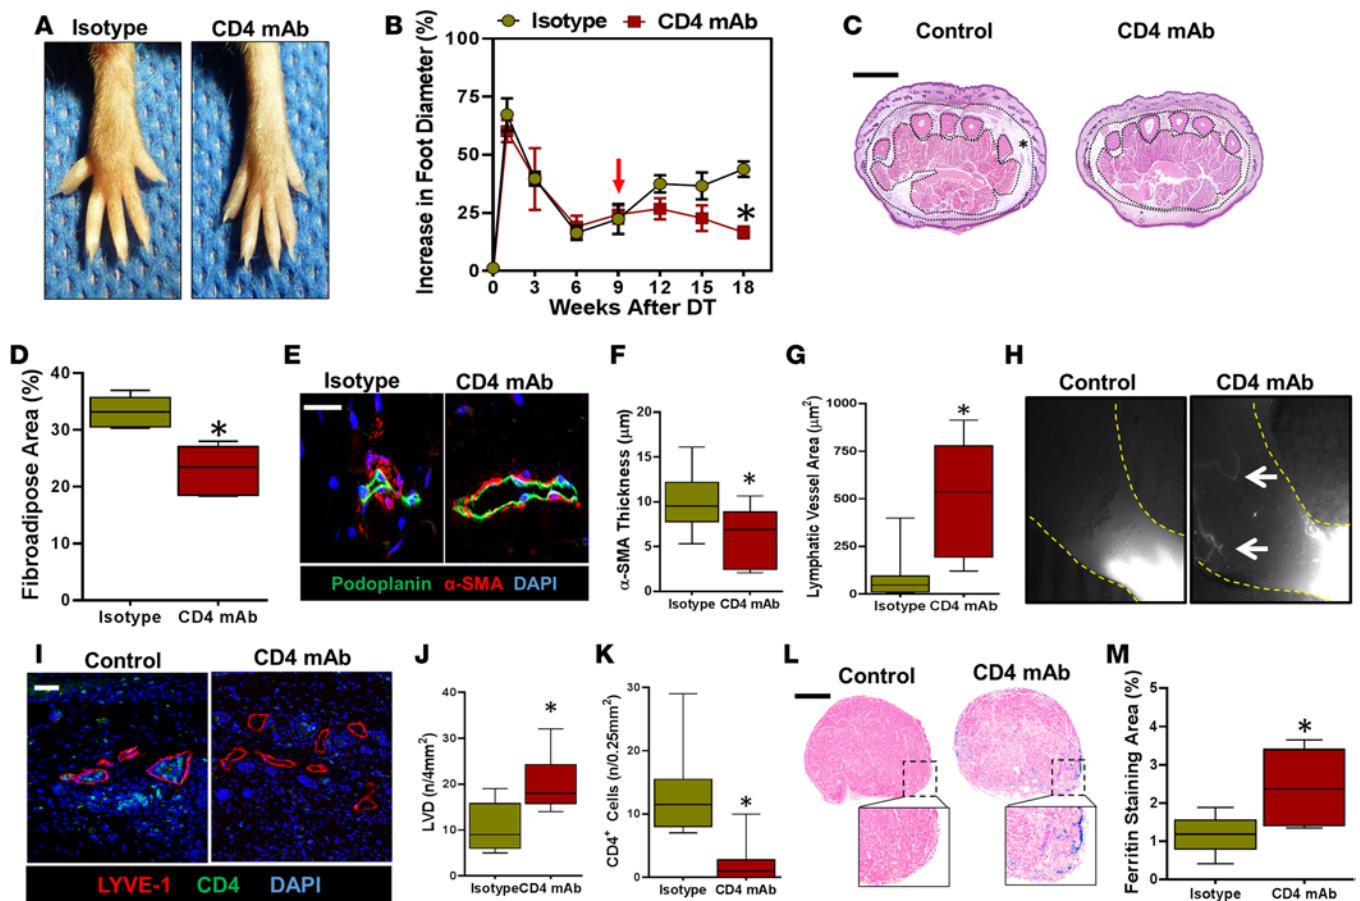 A
Isotype
CD4 mAb
B
Isotype
CD4 mAb
Increase in Foot Diameter (%)
100
75
50
25
0
*
0 3 6 9 12 15 18
Weeks After DT
C
Control
CD4 mAb
*
D
Fibroadipose Area (%)
40
30
20
10
0
*
Isotype
CD4 mAb
E
Isotype
CD4 mAb
Podoplanin α-SMA DAPI
F
α-SMA Thickness (μm)
20
15
10
5
0
*
Isotype CD4 mAb
G
Lymphatic Vessel Area (μm²)
1000
750
500
250
0
*
Isotype CD4 mAb
H
Control
CD4 mAb
I
Control
CD4 mAb
LYVE-1 CD4 DAPI
J
LVD (n/4mm²)
40
30
20
10
0
*
Isotype CD4 mAb
K
CD4⁺ Cells (n/0.25mm²)
30
20
10
0
*
Isotype CD4 mAb
L
Control
CD4 mAb
M
Ferritin Staining Area (%)
5
4
3
2
1
0
*
Isotype
CD4 mAb